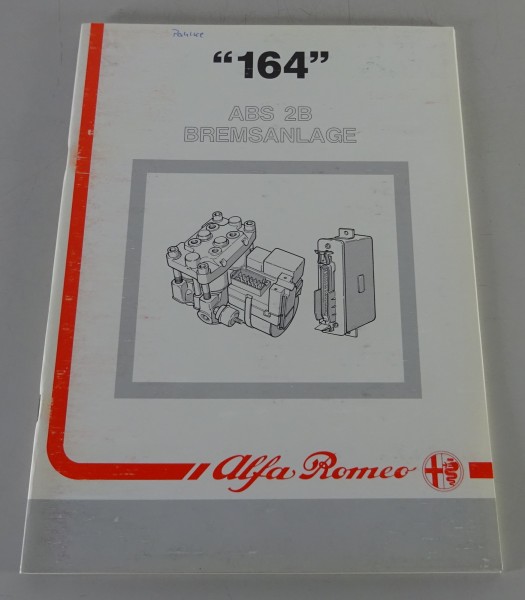 "164"
ABS 2B
BREMSANLAGE
Alfa Romeo